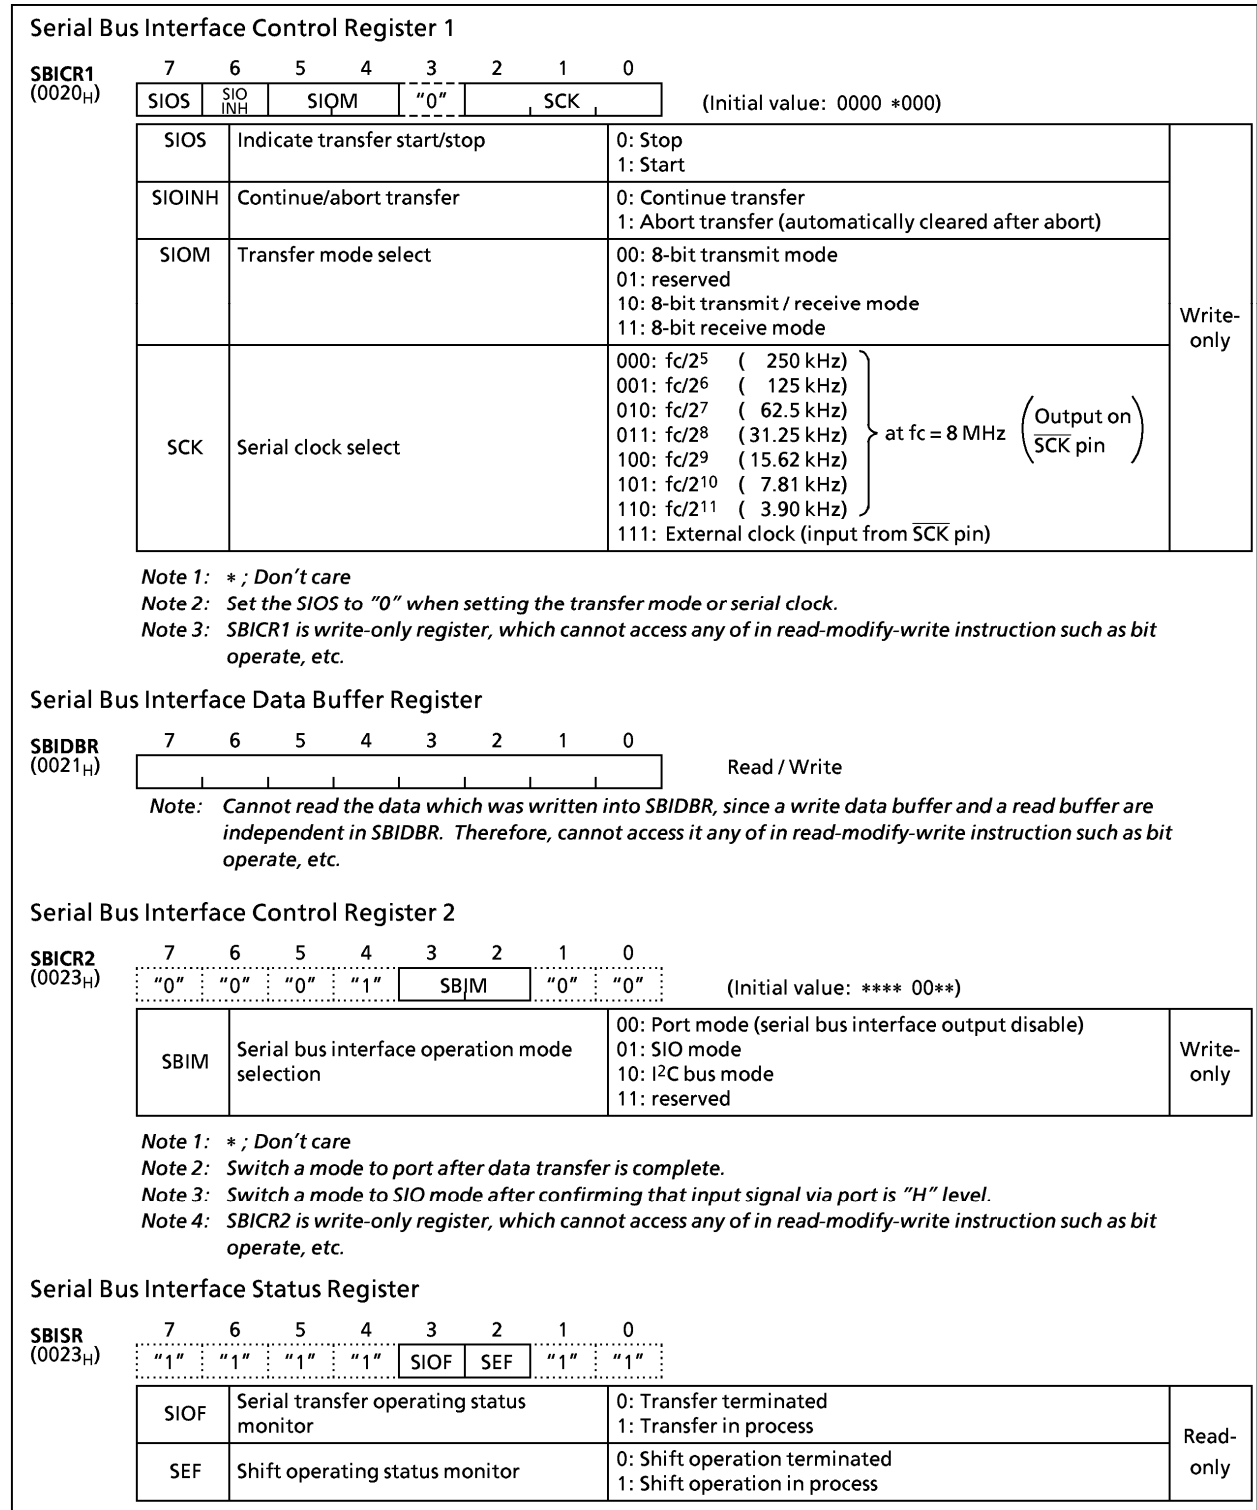 Serial Bus Interface Control Register 1
SBICR1 (0020H)
7 6 5 4 3 2 1 0
SIOS SIO INH SIOM "0" SCK (Initial value: 0000 *000)
SIOS Indicate transfer start/stop 0: Stop
1: Start
SIOINH Continue/abort transfer 0: Continue transfer
1: Abort transfer (automatically cleared after abort)
SIOM Transfer mode select 00: 8-bit transmit mode
01: reserved
10: 8-bit transmit / receive mode
11: 8-bit receive mode
Write-only
SCK Serial clock select
000: fc/2^5 ( 250 kHz)
001: fc/2^6 ( 125 kHz)
010: fc/2^7 ( 62.5 kHz)
011: fc/2^8 (31.25 kHz)
100: fc/2^9 (15.62 kHz)
101: fc/2^10 ( 7.81 kHz)
110: fc/2^11 ( 3.90 kHz)
at fc = 8 MHz (Output on SCK pin)
111: External clock (input from SCK pin)
Note 1: * ; Don't care
Note 2: Set the SIOS to "0" when setting the transfer mode or serial clock.
Note 3: SBICR1 is write-only register, which cannot access any of in read-modify-write instruction such as bit
operate, etc.
Serial Bus Interface Data Buffer Register
SBIDBR (0021H)
7 6 5 4 3 2 1 0
Read / Write
Note: Cannot read the data which was written into SBIDBR, since a write data buffer and a read buffer are
independent in SBIDBR. Therefore, cannot access it any of in read-modify-write instruction such as bit
operate, etc.
Serial Bus Interface Control Register 2
SBICR2 (0023H)
7 6 5 4 3 2 1 0
"0" "0" "0" "1" SBIM "0" "0" (Initial value: **** 00**)
SBIM Serial bus interface operation mode
selection
00: Port mode (serial bus interface output disable)
01: SIO mode
10: I2C bus mode
11: reserved
Write-only
Note 1: * ; Don't care
Note 2: Switch a mode to port after data transfer is complete.
Note 3: Switch a mode to SIO mode after confirming that input signal via port is "H" level.
Note 4: SBICR2 is write-only register, which cannot access any of in read-modify-write instruction such as bit
operate, etc.
Serial Bus Interface Status Register
SBISR (0023H)
7 6 5 4 3 2 1 0
"1" "1" "1" "1" SIOF SEF "1" "1"
SIOF Serial transfer operating status
monitor
0: Transfer terminated
1: Transfer in process
SEF Shift operating status monitor
0: Shift operation terminated
1: Shift operation in process
Read-only